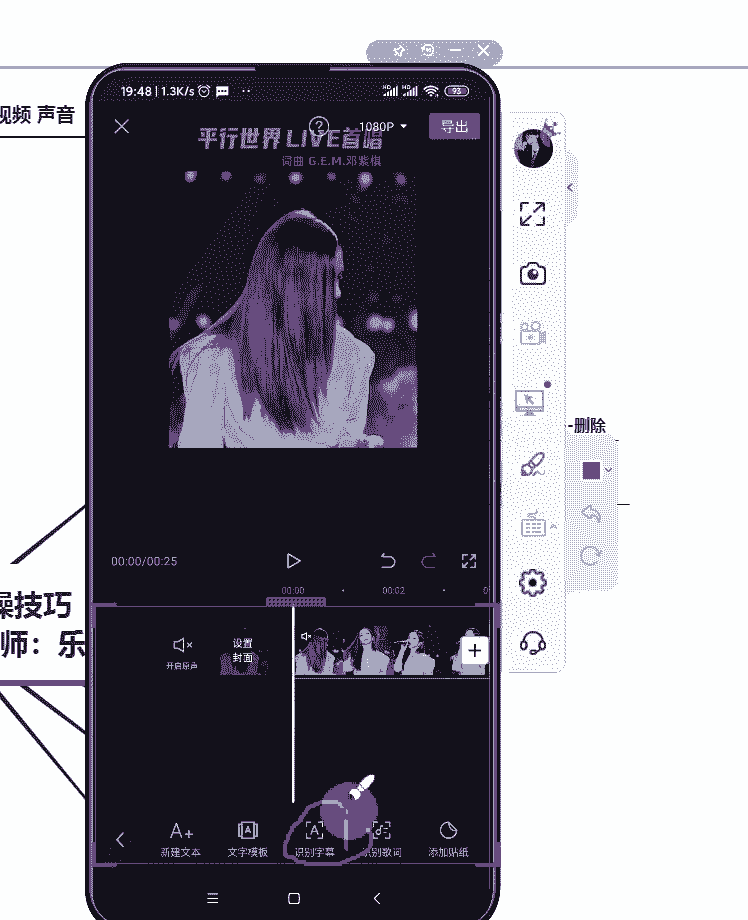 视频 声音
19:48 | 1.3K/s
HD HD 93
1080P
导出
平行世界 LIVE首唱
词曲 G.E.M.邓紫棋
-删除
00:00/00:25
00:00 00:02
操技巧
师：乐
开启原声
设置
封面
A+
新建文本
文字模板
识别字幕
识别歌词
添加贴纸